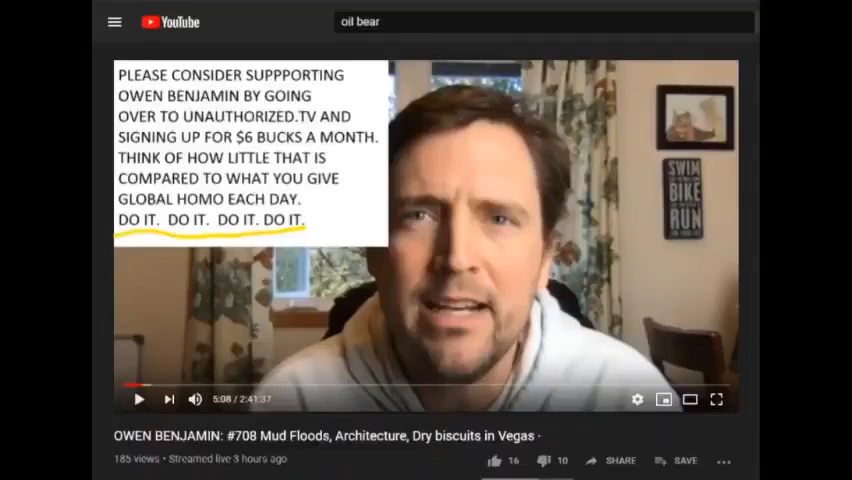 YouTube
oil bear
PLEASE CONSIDER SUPPPORTING
OWEN BENJAMIN BY GOING
OVER TO UNAUTHORIZED.TV AND
SIGNING UP FOR $6 BUCKS A MONTH.
THINK OF HOW LITTLE THAT IS
COMPARED TO WHAT YOU GIVE
GLOBAL HOMO EACH DAY.
DO IT.  DO IT.  DO IT. DO IT.
SWIM
BIKE
RUN
5:08 / 2:41:37
OWEN BENJAMIN: #708 Mud Floods, Architecture, Dry biscuits in Vegas ·
185 views • Streamed live 3 hours ago
16
10
SHARE
SAVE